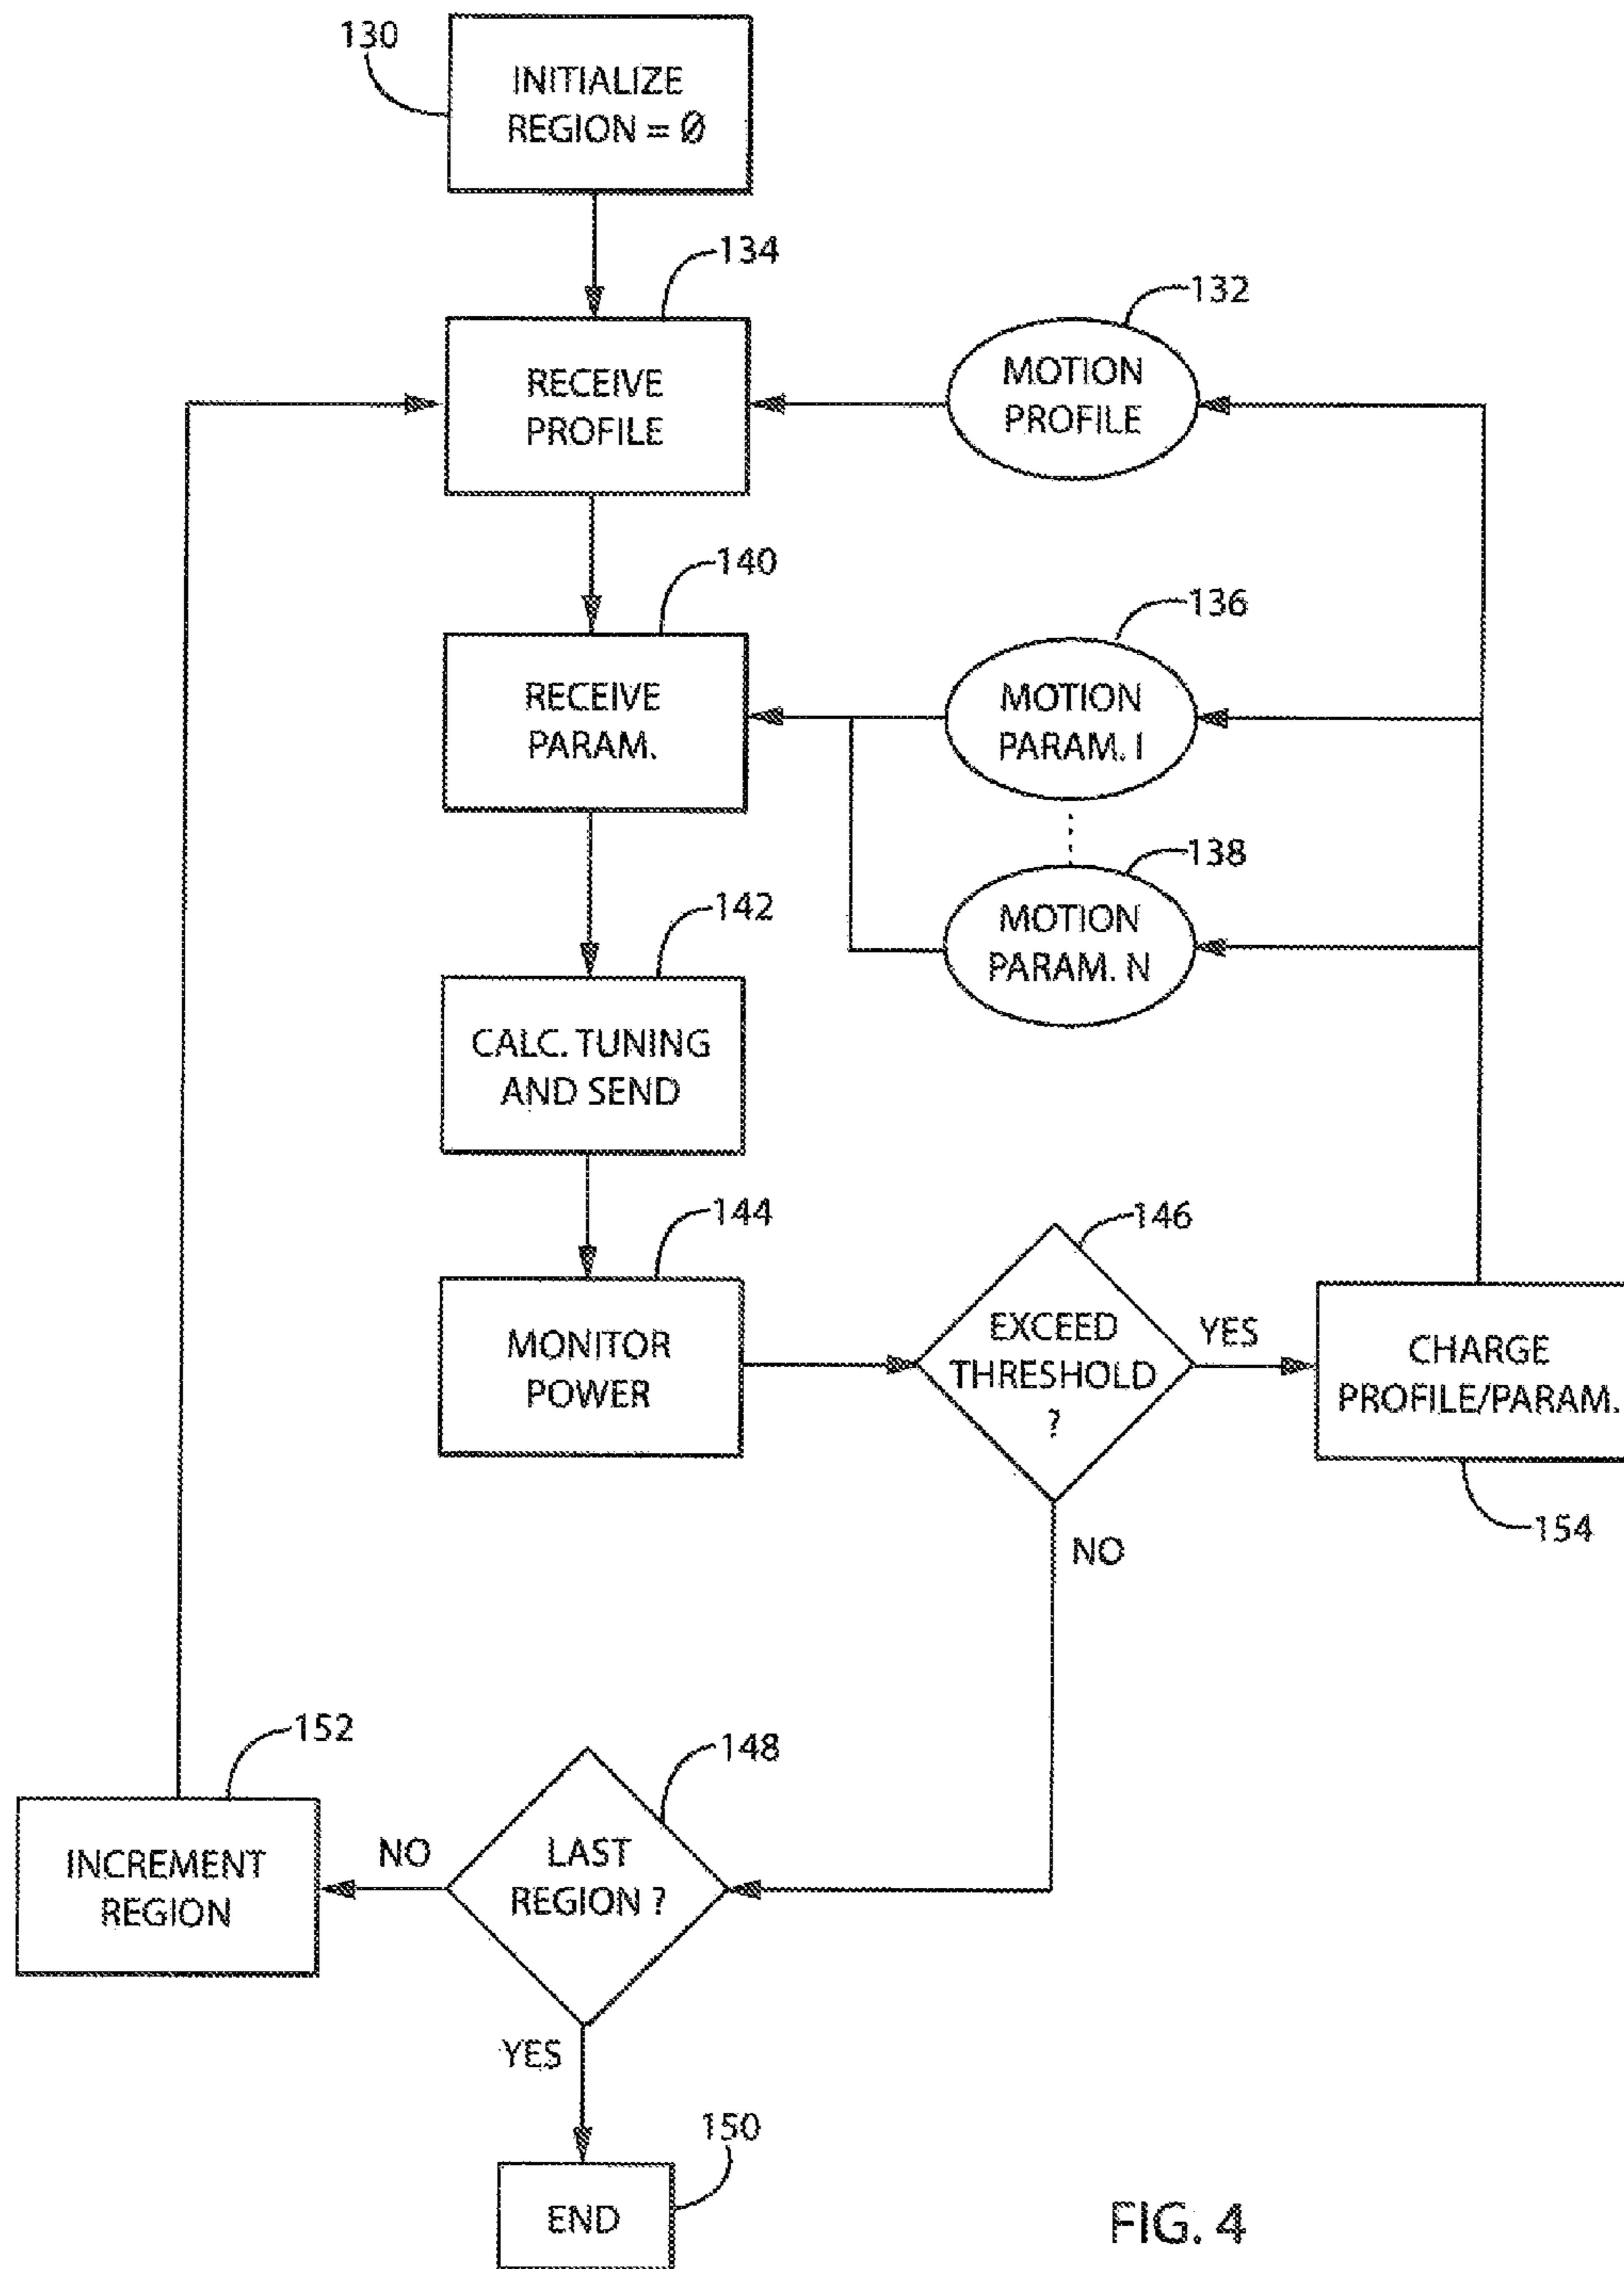 130
INITIALIZE
REGION = Ø
134
132
RECEIVE
PROFILE
MOTION
PROFILE
140
136
RECEIVE
PARAM.
MOTION
PARAM. I
138
142
MOTION
PARAM. N
CALC. TUNING
AND SEND
144
146
MONITOR
POWER
EXCEED
THRESHOLD
?
YES
CHARGE
PROFILE/PARAM.
154
NO
152
148
INCREMENT
REGION
NO
LAST
REGION ?
YES
150
END
FIG. 4